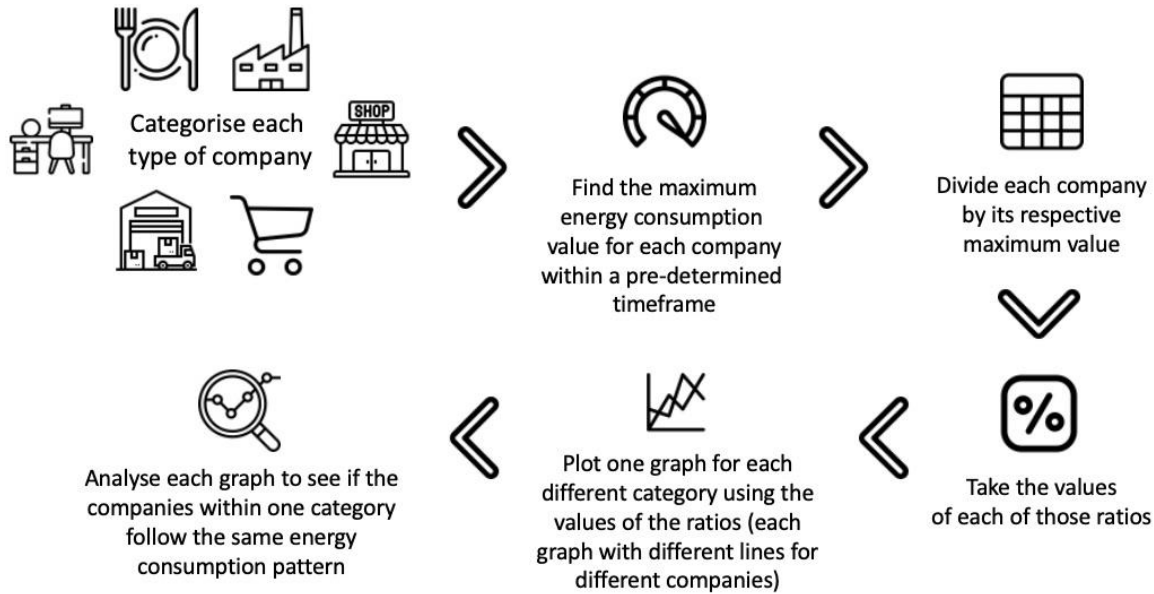 SHOP
Categorise each
type of company
Find the maximum
energy consumption
value for each company
within a pre-determined
timeframe
Divide each company
by its respective
maximum value
%
Take the values
of each of those ratios
Plot one graph for each
different category using the
values of the ratios (each
graph with different lines for
different companies)
Analyse each graph to see if the
companies within one category
follow the same energy
consumption pattern